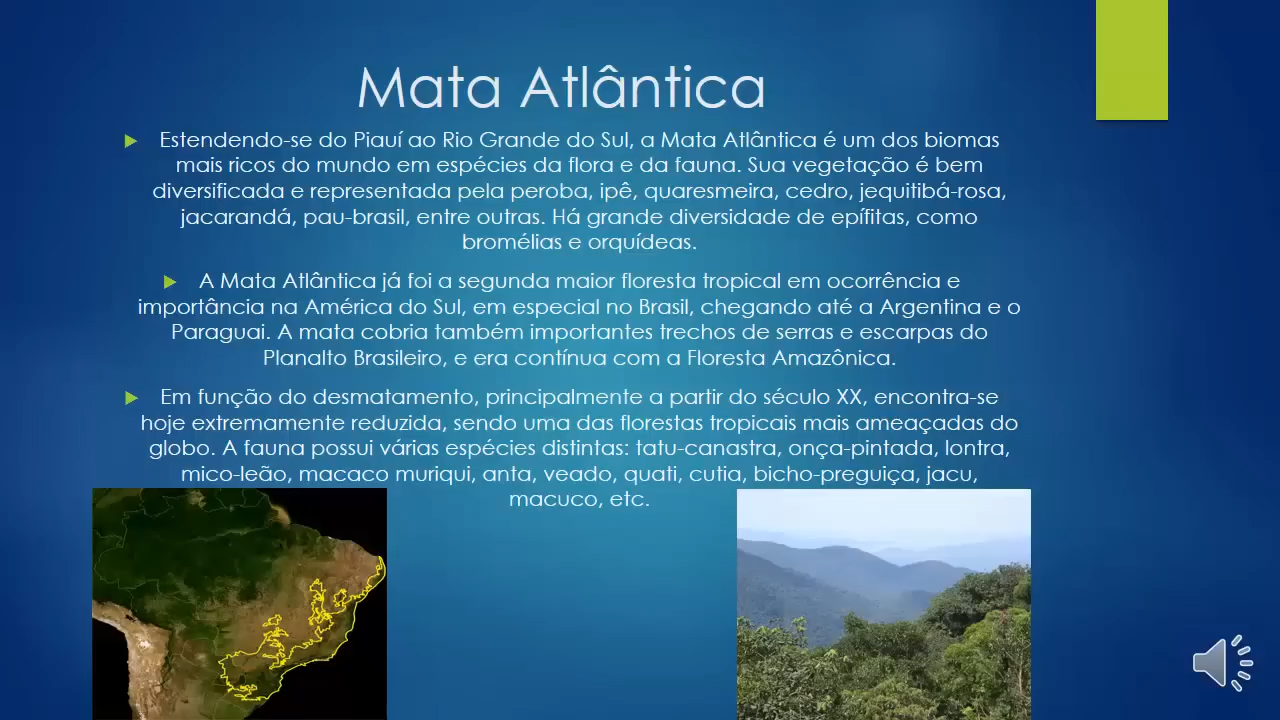 Mata Atlântica
Estendendo-se do Piauí ao Rio Grande do Sul, a Mata Atlântica é um dos biomas
mais ricos do mundo em espécies da flora e da fauna. Sua vegetação é bem
diversificada e representada pela peroba, ipê, quaresmeira, cedro, jequitibá-rosa,
jacarandá, pau-brasil, entre outras. Há grande diversidade de epífitas, como
bromélias e orquídeas.
A Mata Atlântica já foi a segunda maior floresta tropical em ocorrência e
importância na América do Sul, em especial no Brasil, chegando até a Argentina e o
Paraguai. A mata cobria também importantes trechos de serras e escarpas do
Planalto Brasileiro, e era contínua com a Floresta Amazônica.
Em função do desmatamento, principalmente a partir do século XX, encontra-se
hoje extremamente reduzida, sendo uma das florestas tropicais mais ameaçadas do
globo. A fauna possui várias espécies distintas: tatu-canastra, onça-pintada, lontra,
mico-leão, macaco muriqui, anta, veado, quati, cutia, bicho-preguiça, jacu,
macuco, etc.